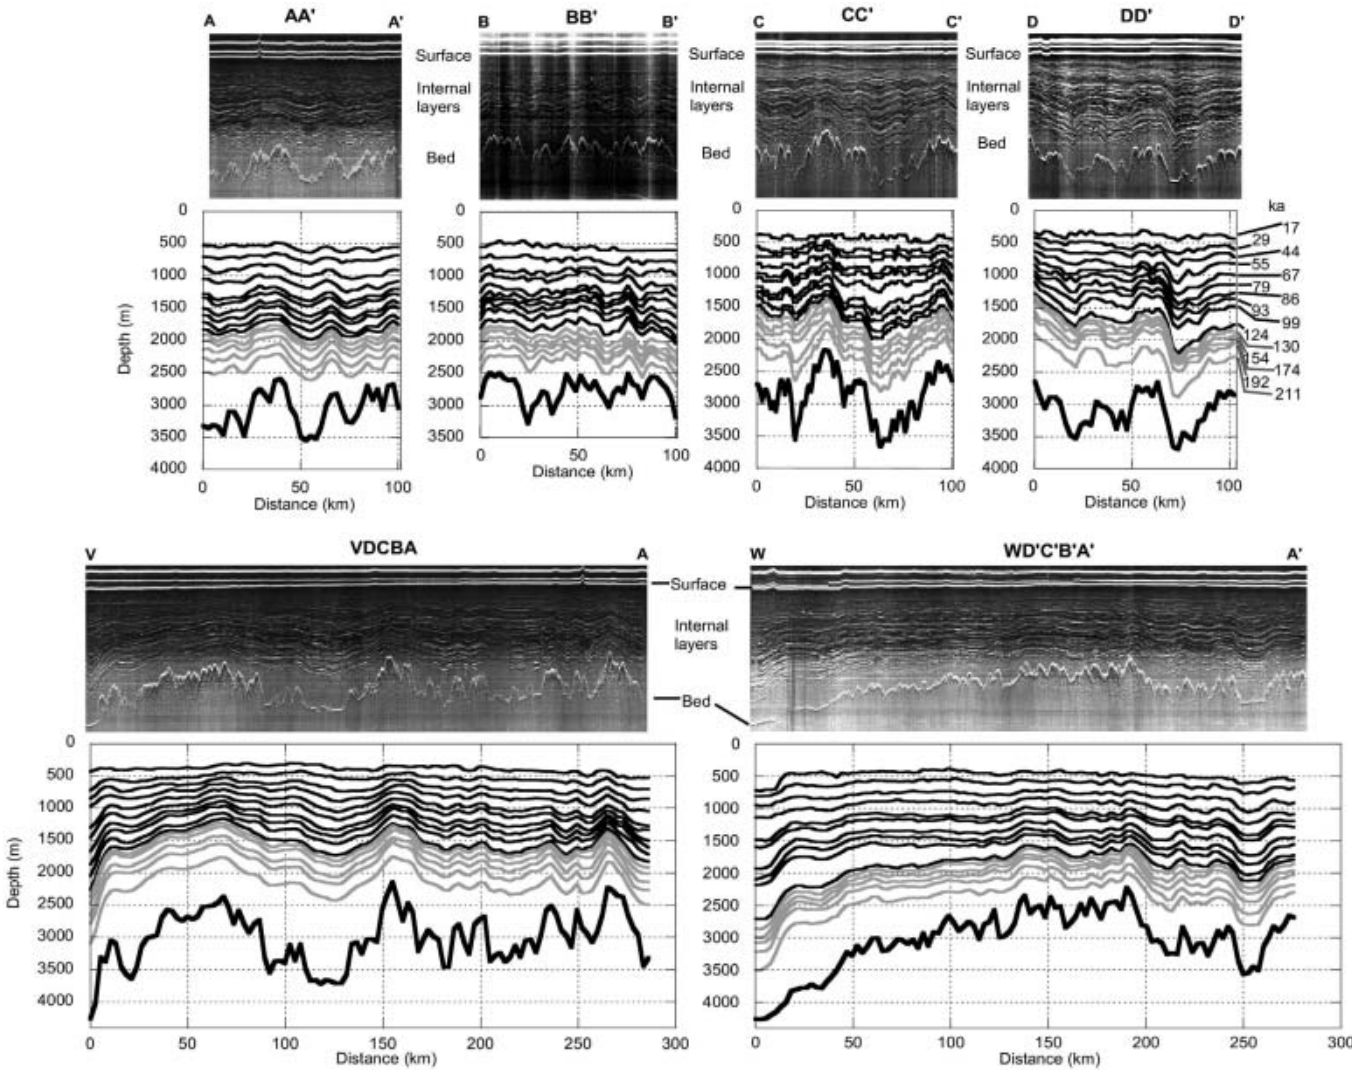 AA' BB' CC' DD'
A A' B B' C C' D D'
Surface Surface Surface
Internal layers Internal layers Internal layers
Bed Bed Bed
ka
0 0 0 0
500 500 500 500
1000 1000 1000 1000
1500 1500 1500 1500
2000 2000 2000 2000
2500 2500 2500 2500
3000 3000 3000 3000
3500 3500 3500 3500
4000 4000 4000
Depth (m)
17
29
44
55
67
79
86
93
99
124
130
154
174
192
211
0 50 100 0 50 100 0 50 100 0 50 100
Distance (km) Distance (km) Distance (km) Distance (km)
V VDCBA A W WD'C'B'A' A'
Surface
Internal
layers
Bed
0 0
500 500
1000 1000
1500 1500
2000 2000
2500 2500
3000 3000
3500 3500
4000 4000
Depth (m)
0 50 100 150 200 250 300 0 50 100 150 200 250 300
Distance (km) Distance (km)